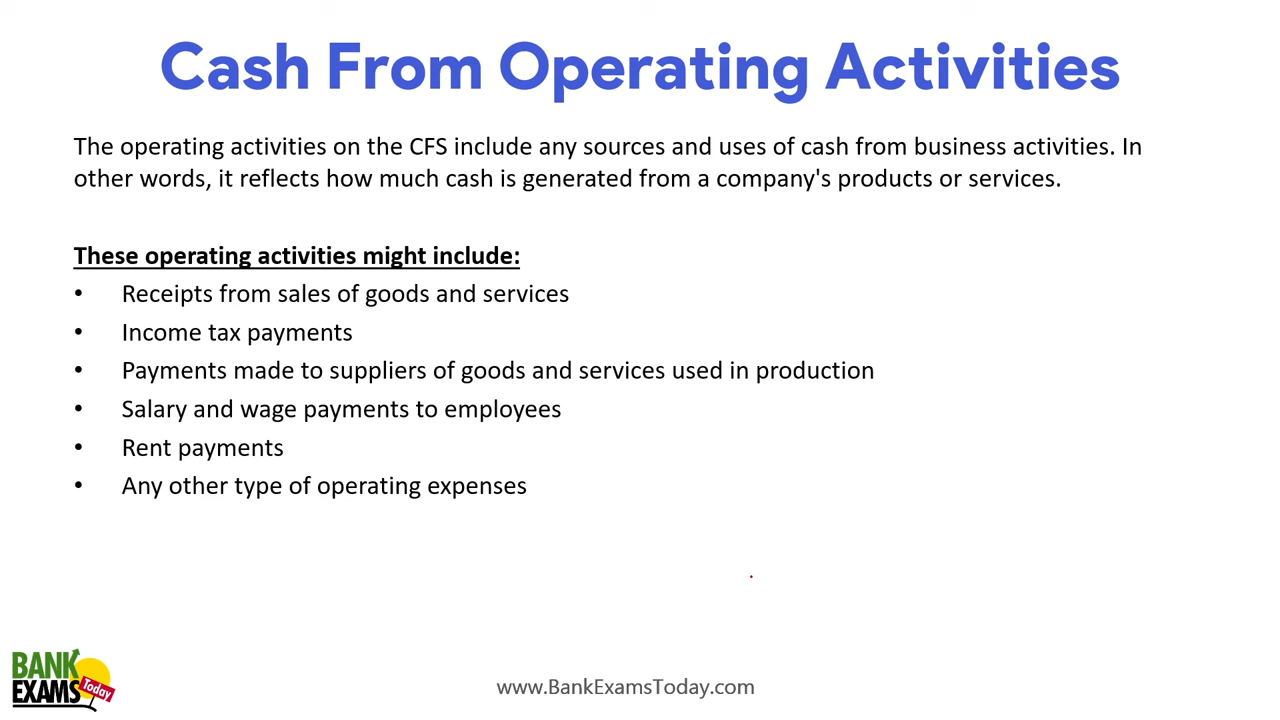 Cash From Operating Activities
The operating activities on the CFS include any sources and uses of cash from business activities. In
other words, it reflects how much cash is generated from a company's products or services.
These operating activities might include:
• Receipts from sales of goods and services
• Income tax payments
• Payments made to suppliers of goods and services used in production
• Salary and wage payments to employees
• Rent payments
• Any other type of operating expenses
BANK
EXAMS Today
www.BankExamsToday.com